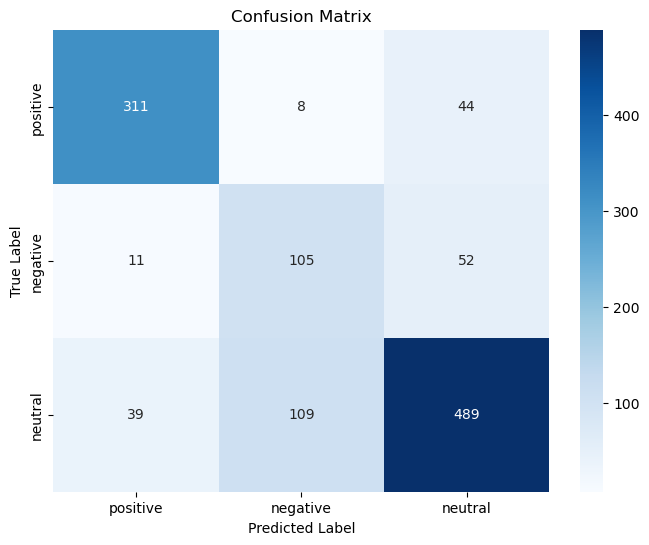 Confusion Matrix
True Label
positive
311
8
44
negative
11
105
52
neutral
39
109
489
positive
negative
neutral
Predicted Label
400
300
200
100